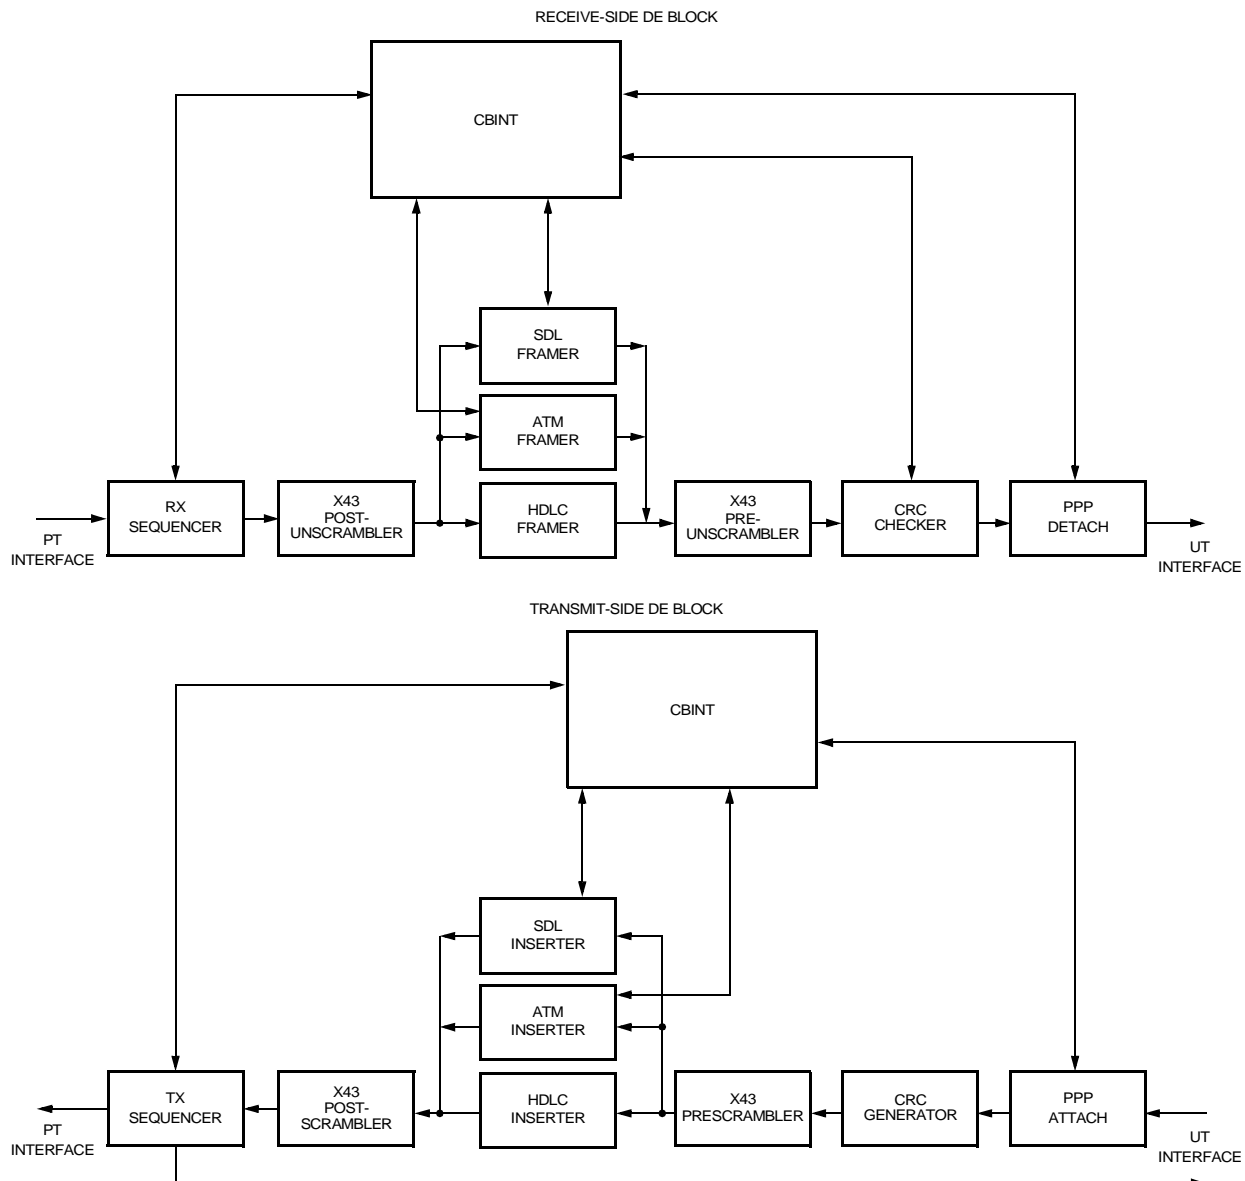 RECEIVE-SIDE DE BLOCK
CBINT
SDL
FRAMER
ATM
FRAMER
PT
INTERFACE
RX
SEQUENCER
X43
POST-
UNSCRAMBLER
HDLC
FRAMER
X43
PRE-
UNSCRAMBLER
CRC
CHECKER
PPP
DETACH
UT
INTERFACE
TRANSMIT-SIDE DE BLOCK
CBINT
SDL
INSERTER
ATM
INSERTER
PT
INTERFACE
TX
SEQUENCER
X43
POST-
SCRAMBLER
HDLC
INSERTER
X43
PRESCRAMBLER
CRC
GENERATOR
PPP
ATTACH
UT
INTERFACE